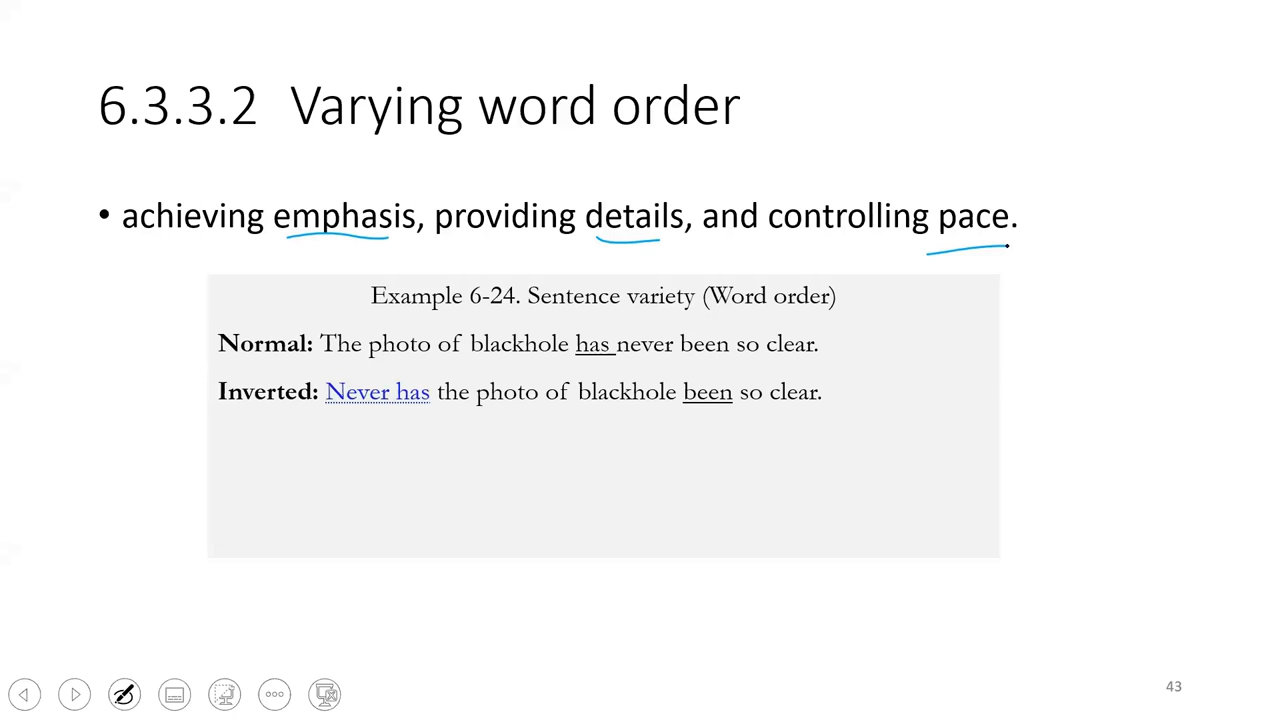 6.3.3.2 Varying word order
• achieving emphasis, providing details, and controlling pace.
Example 6-24. Sentence variety (Word order)
Normal: The photo of blackhole has never been so clear.
Inverted: Never has the photo of blackhole been so clear.
43